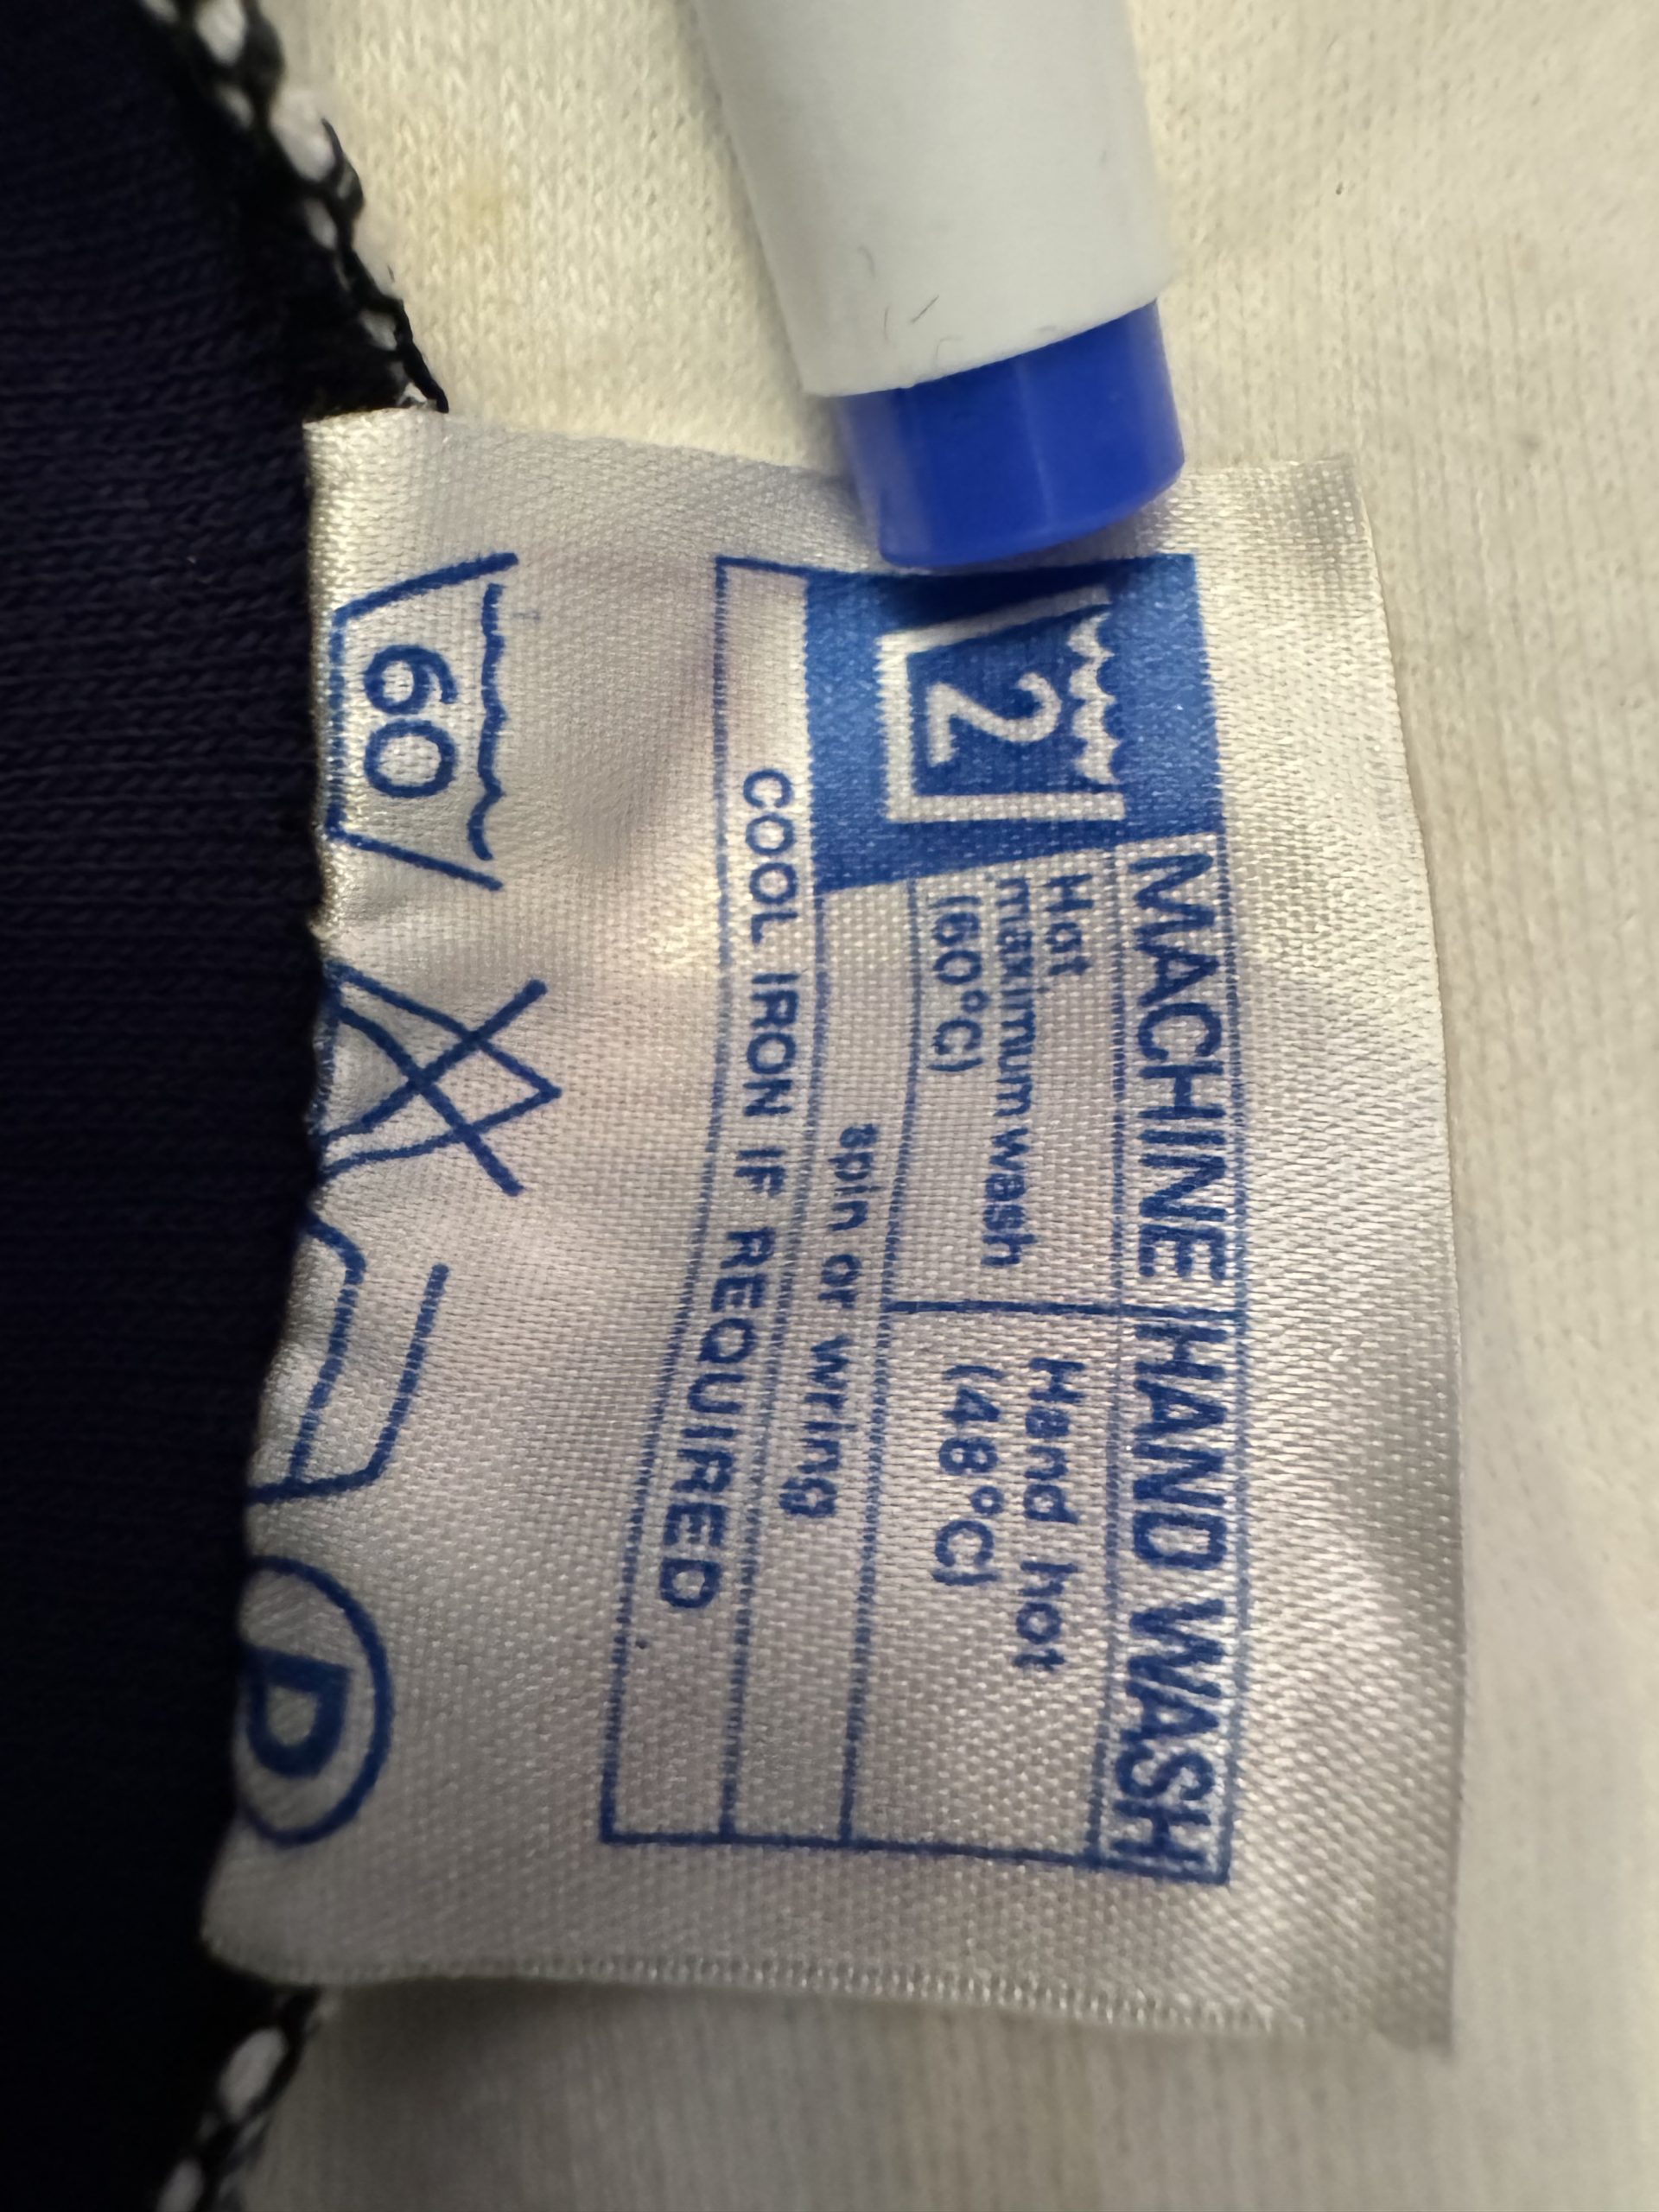 MACHINE HAND WASH
2
Hot
maximum wash
(60°C)
Hand hot
(48°C)
spin or wring
COOL IRON IF REQUIRED
60
P